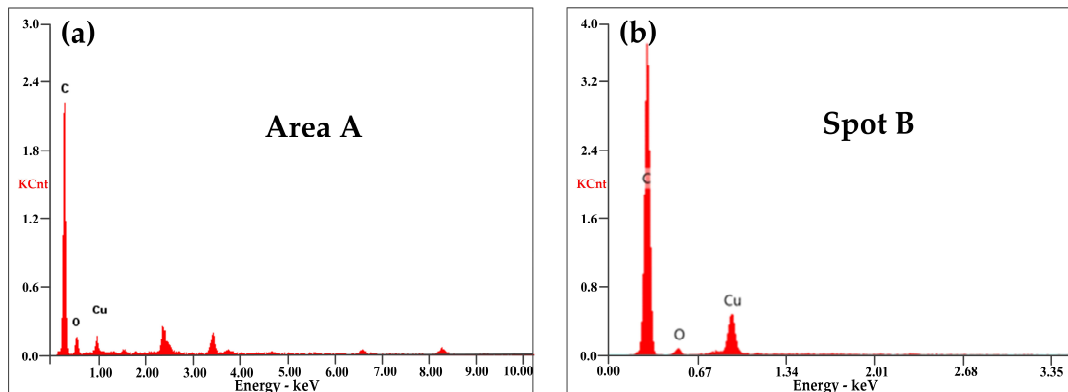 (a)
Area A
3.0
2.4
1.8
KCnt
1.2
0.6
0.0
C
O
Cu
1.00 2.00 3.00 4.00 5.00 6.00 7.00 8.00 9.00 10.00
Energy - keV
(b)
Spot B
4.0
3.2
2.4
KCnt
1.6
0.8
0.0
C
O
Cu
0.00 0.67 1.34 2.01 2.68 3.35
Energy - keV